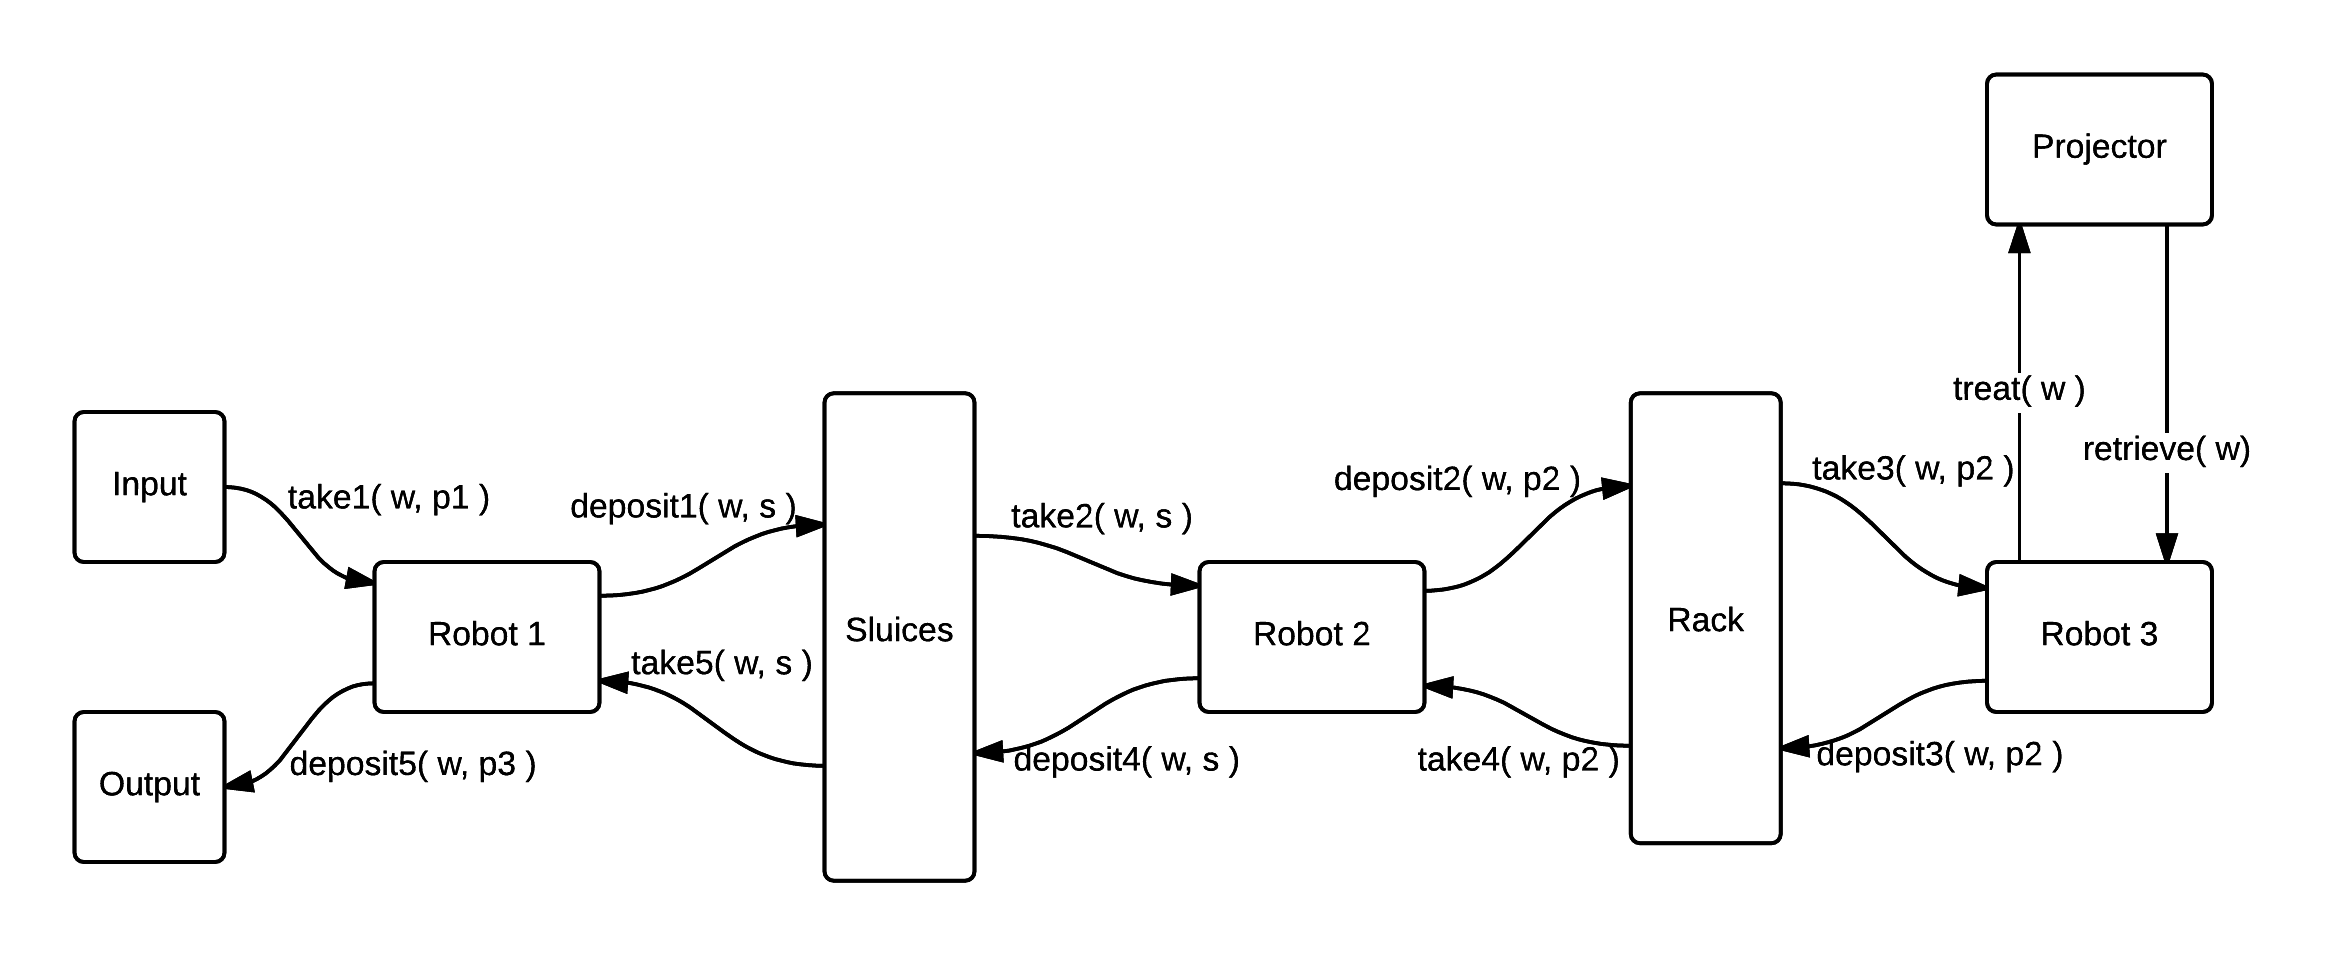 Projector
treat( w )
retrieve( w)
Input
take1( w, p1 )
deposit1( w, s )
take2( w, s )
deposit2( w, p2 )
take3( w, p2 )
Robot 1
Sluices
Robot 2
Rack
Robot 3
take5( w, s )
Output
deposit5( w, p3 )
deposit4( w, s )
take4( w, p2 )
deposit3( w, p2 )